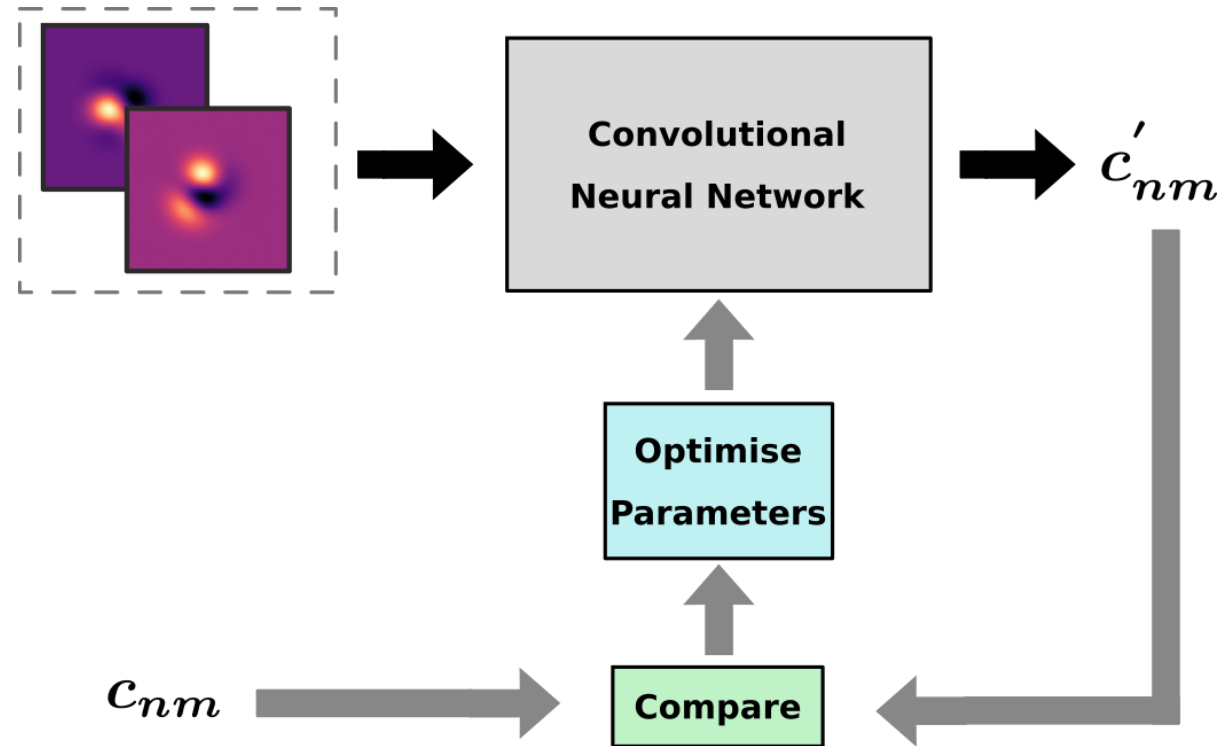 Convolutional
Neural Network
c'nm
Optimise
Parameters
cnm
Compare